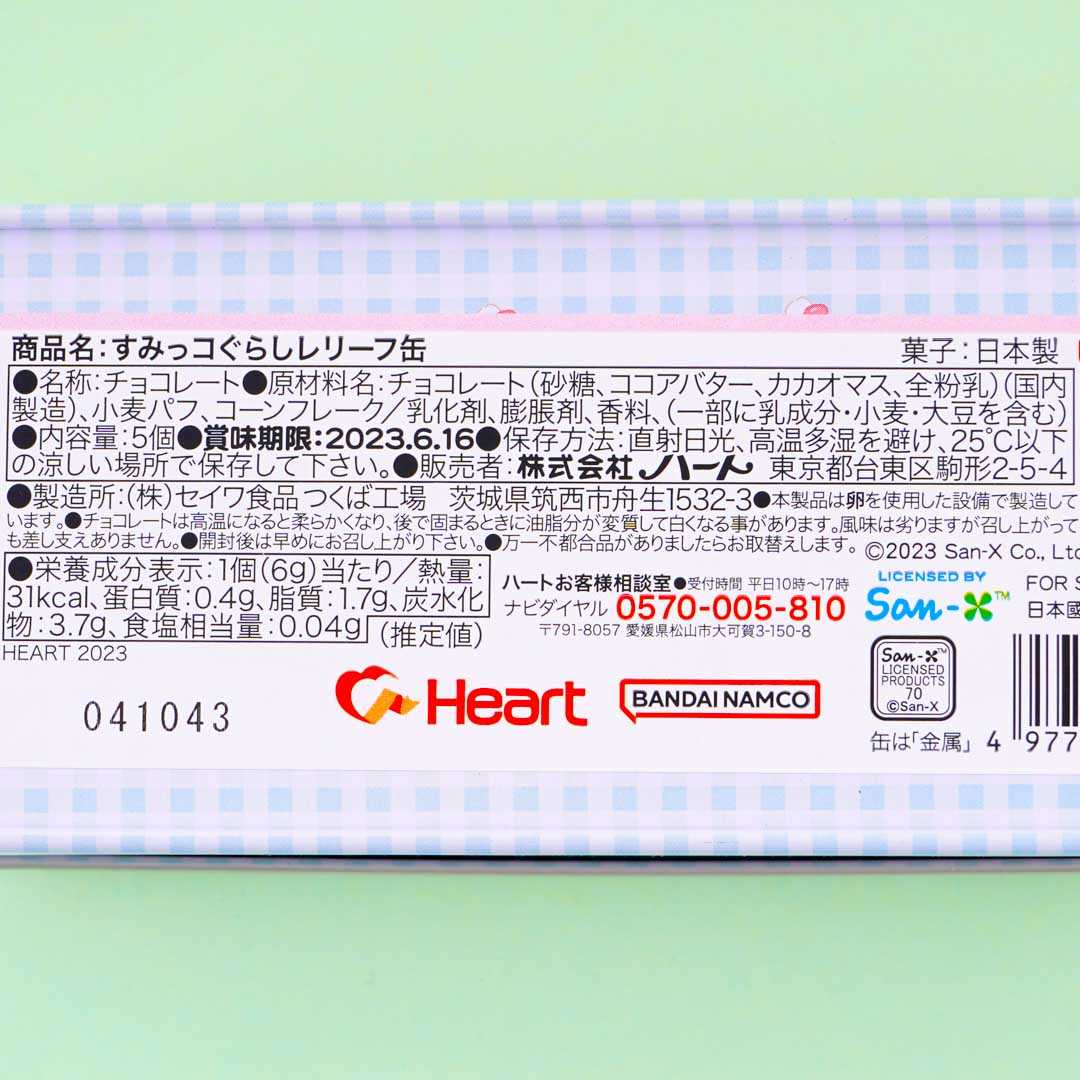 商品名：すみっコぐらしレリーフ缶 菓子：日本製
●名称：チョコレート●原材料名：チョコレート（砂糖、ココアバター、カカオマス、全粉乳）（国内
製造）、小麦パフ、コーンフレーク／乳化剤、膨脹剤、香料、（一部に乳成分・小麦・大豆を含む）
●内容量：5個●賞味期限：2023.6.16●保存方法：直射日光、高温多湿を避け、25℃以下
の涼しい場所で保存して下さい。●販売者：株式会社ハート 東京都台東区駒形2-5-4
●製造所：（株）セイワ食品 つくば工場 茨城県筑西市舟生1532-3●本製品は卵を使用した設備で製造して
います。●チョコレートは高温になると柔らかくなり、後で固まるときに油脂分が変質して白くなる事があります。風味は劣りますが召し上がって
も差し支えありません。●開封後は早めにお召し上がり下さい。●万一不都合品がありましたらお取替えします。
©2023 San-X Co., Ltd
●栄養成分表示：1個（6g）当たり／熱量：
31kcal、蛋白質：0.4g、脂質：1.7g、炭水化
物：3.7g、食塩相当量：0.04g（推定値）
HEART 2023
ハートお客様相談室●受付時間 平日10時～17時
ナビダイヤル 0570-005-810
〒791-8057 愛媛県松山市大可賀3-150-8
LICENSED BY
San-X™
FOR S
日本国
San-X™
LICENSED
PRODUCTS
70
©San-X
041043
Heart
BANDAI NAMCO
缶は「金属」
4 977